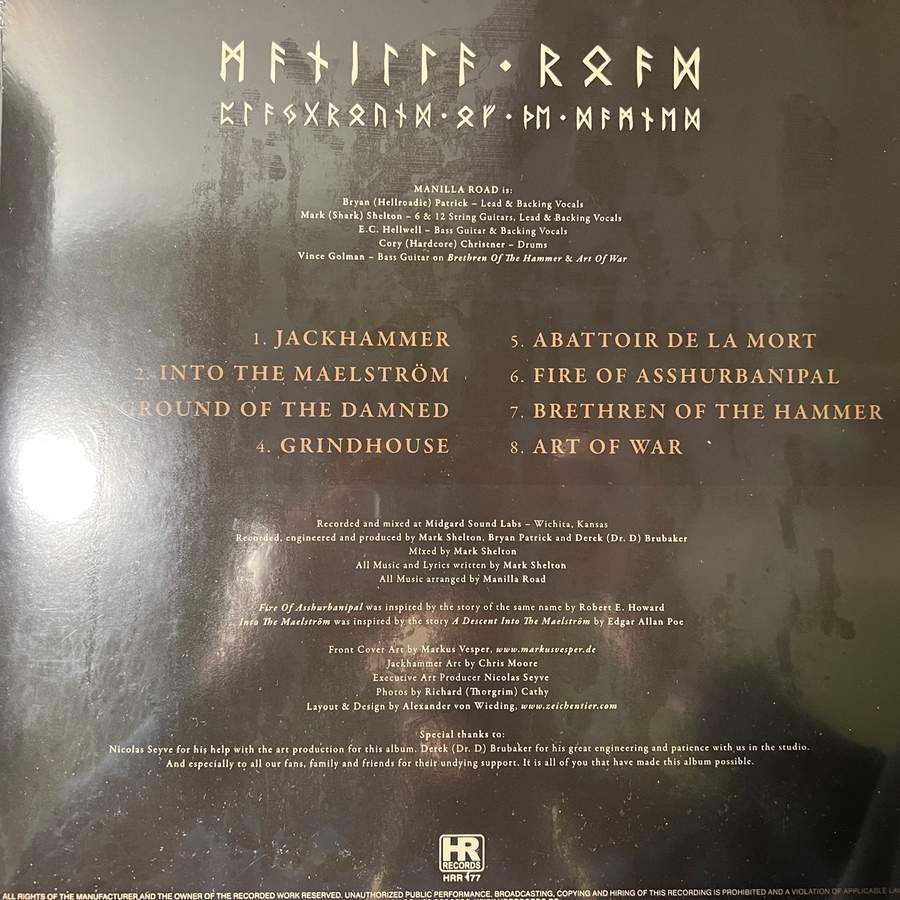 ᛗᚨᚾᛁᛚᛚᚨ · ᚱᛟᚨᛞ
ᛈᛚᚨᛃᚷᚱᛟᚢᚾᛞ · ᛟᚠ · ᚦᛖ · ᛞᚨᛗᚾᛖᛞ
MANILLA ROAD is:
Bryan (Hellroadie) Patrick – Lead & Backing Vocals
Mark (Shark) Shelton – 6 & 12 String Guitars, Lead & Backing Vocals
E.C. Hellwell – Bass Guitar & Backing Vocals
Cory (Hardcore) Christner – Drums
Vince Golman – Bass Guitar on Brethren Of The Hammer & Art Of War
1. JACKHAMMER
2. INTO THE MAELSTRÖM
GROUND OF THE DAMNED
4. GRINDHOUSE
5. ABATTOIR DE LA MORT
6. FIRE OF ASSHURBANIPAL
7. BRETHREN OF THE HAMMER
8. ART OF WAR
Recorded and mixed at Midgard Sound Labs – Wichita, Kansas
Recorded, engineered and produced by Mark Shelton, Bryan Patrick and Derek (Dr. D) Brubaker
Mixed by Mark Shelton
All Music and Lyrics written by Mark Shelton
All Music arranged by Manilla Road
Fire Of Asshurbanipal was inspired by the story of the same name by Robert E. Howard
Into The Maelström was inspired by the story A Descent Into The Maelström by Edgar Allan Poe
Front Cover Art by Markus Vesper, www.markusvesper.de
Jackhammer Art by Chris Moore
Executive Art Producer Nicolas Seyve
Photos by Richard (Thorgrim) Cathy
Layout & Design by Alexander von Wieding, www.zeichentier.com
Special thanks to:
Nicolas Seyve for his help with the art production for this album. Derek (Dr. D) Brubaker for his great engineering and patience with us in the studio.
And especially to all our fans, family and friends for their undying support. It is all of you that have made this album possible.
HR
RECORDS
HRR 177
ALL RIGHTS OF THE MANUFACTURER AND THE OWNER OF THE RECORDED WORK RESERVED. UNAUTHORIZED PUBLIC PERFORMANCE, BROADCASTING, COPYING AND HIRING OF THIS RECORDING IS PROHIBITED AND A VIOLATION OF APPLICABLE